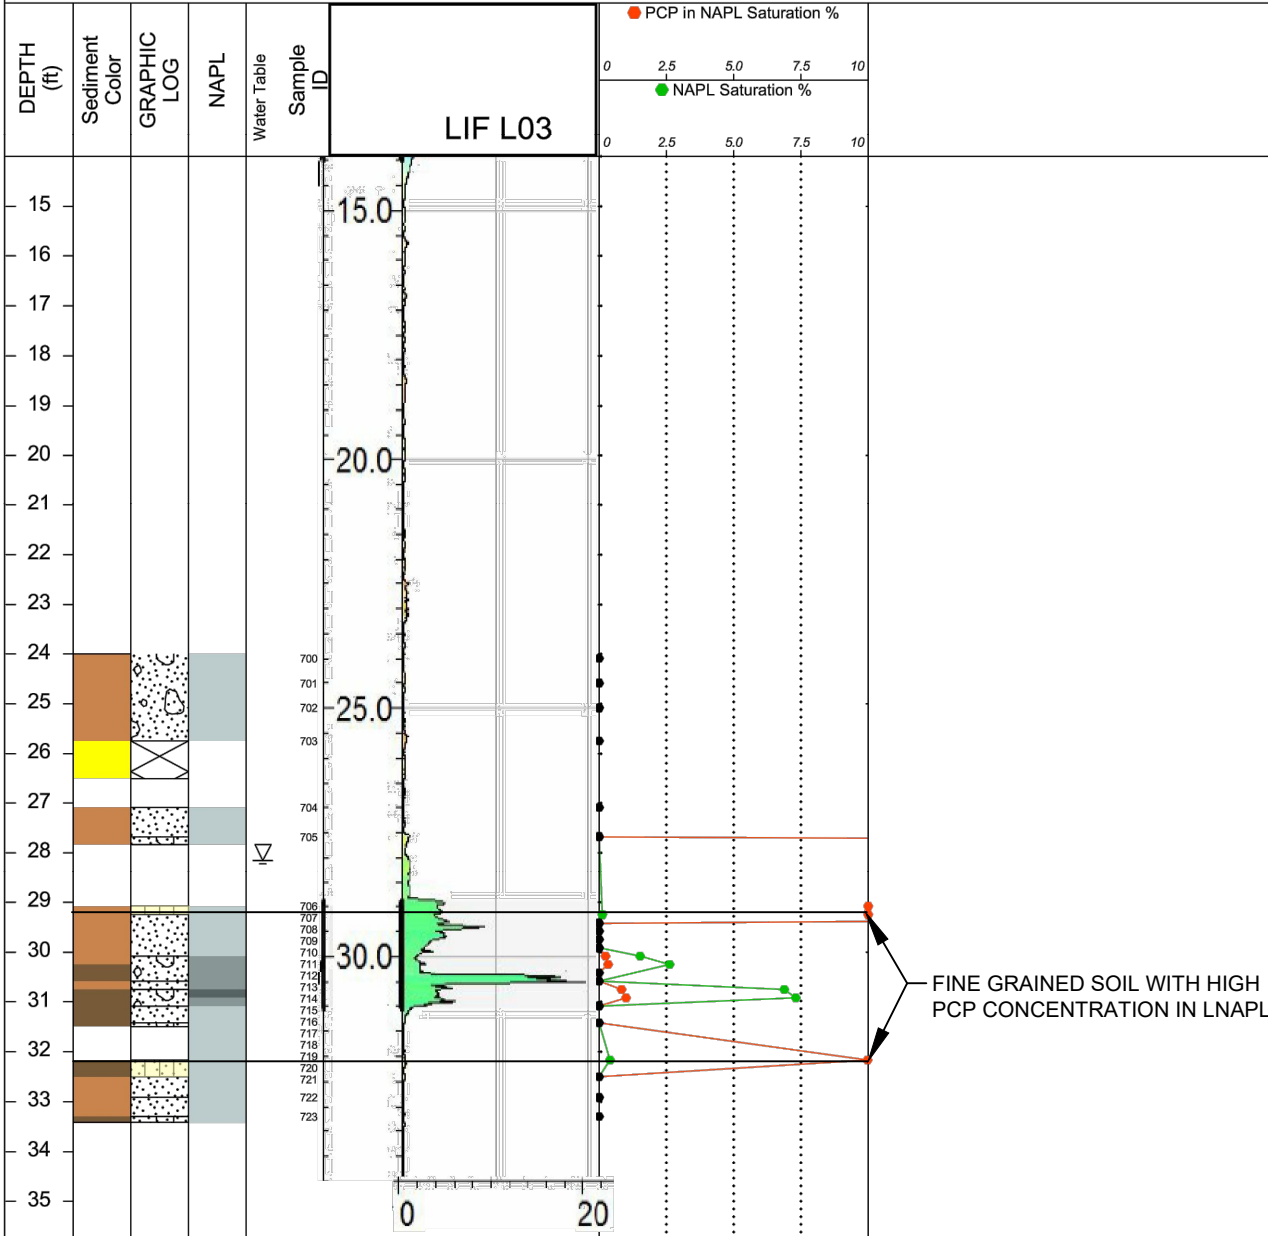 DEPTH
(ft)
Sediment
Color
GRAPHIC
LOG
NAPL
Water Table
Sample
ID
LIF L03
PCP in NAPL Saturation %
0 2.5 5.0 7.5 10
NAPL Saturation %
0 2.5 5.0 7.5 10
15
16
17
18
19
20
21
22
23
24
25
26
27
28
29
30
31
32
33
34
35
700
701
702
703
704
705
706
707
708
709
710
711
712
713
714
715
716
717
718
719
720
721
722
723
15.0
20.0
25.0
30.0
0 20
FINE GRAINED SOIL WITH HIGH
PCP CONCENTRATION IN LNAPL